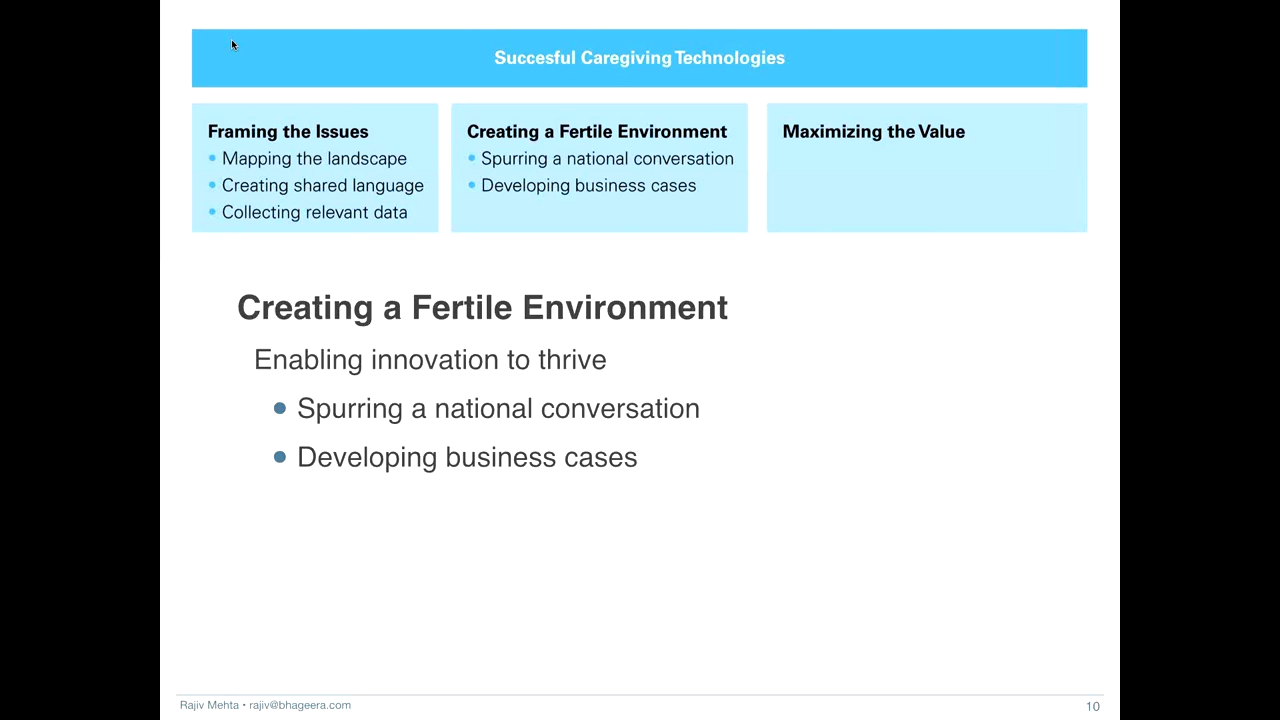 Succesful Caregiving Technologies
Framing the Issues
• Mapping the landscape
• Creating shared language
• Collecting relevant data
Creating a Fertile Environment
• Spurring a national conversation
• Developing business cases
Maximizing the Value
Creating a Fertile Environment
Enabling innovation to thrive
• Spurring a national conversation
• Developing business cases
Rajiv Mehta • rajiv@bhageera.com
10